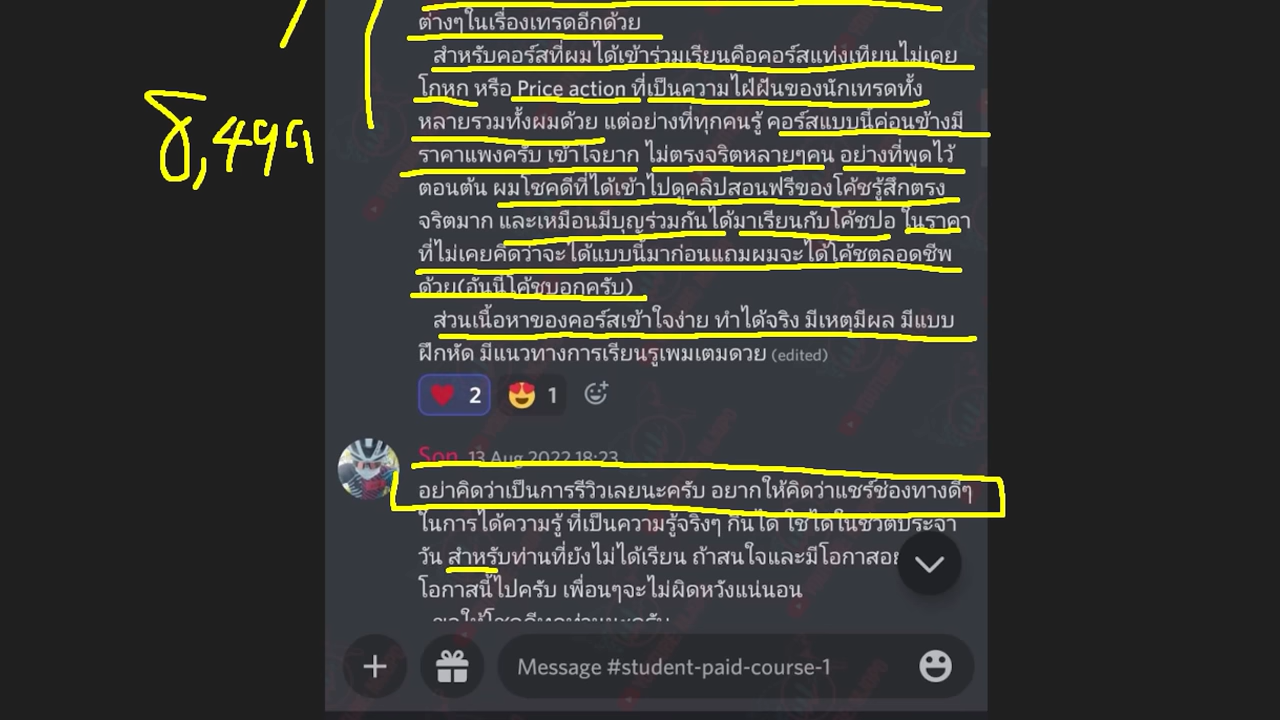 ต่างๆในเรื่องเทรดอีกด้วย
สำหรับคอร์สที่ผมได้เข้าร่วมเรียนคือคอร์สแท่งเทียนไม่เคย
โกหก หรือ Price action ที่เป็นความใฝ่ฝันของนักเทรดทั้ง
หลายรวมทั้งผมด้วย แต่อย่างที่ทุกคนรู้ คอร์สแบบนี้ค่อนข้างมี
ราคาแพงครับ เข้าใจยาก ไม่ตรงจริตหลายๆคน อย่างที่พูดไว้
ตอนต้น ผมโชคดีที่ได้เข้าไปดูคลิปสอนฟรีของโค้ชรู้สึกตรง
จริตมาก และเหมือนมีบุญร่วมกันได้มาเรียนกับโค้ชปอ ในราคา
ที่ไม่เคยคิดว่าจะได้แบบนี้มาก่อนแถมผมจะได้โค้ชตลอดชีพ
ด้วย(อันนี้โค้ชบอกครับ)
ส่วนเนื้อหาของคอร์สเข้าใจง่าย ทำได้จริง มีเหตุมีผล มีแบบ
ฝึกหัด มีแนวทางการเรียนรู้เพิ่มเติมด้วย (edited)
2 1
Son 13 Aug 2022 18:23
อย่าคิดว่าเป็นการรีวิวเลยนะครับ อยากให้คิดว่าแชร์ช่องทางดีๆ
ในการได้ความรู้ ที่เป็นความรู้จริงๆ กินได้ ใช้ได้ในชีวิตประจำ
วัน สำหรับท่านที่ยังไม่ได้เรียน ถ้าสนใจและมีโอกาส
โอกาสนี้ไปครับ เพื่อนๆจะไม่ผิดหวังแน่นอน
ขอให้โชคดีทุกท่านนะครับ
Message #student-paid-course-1